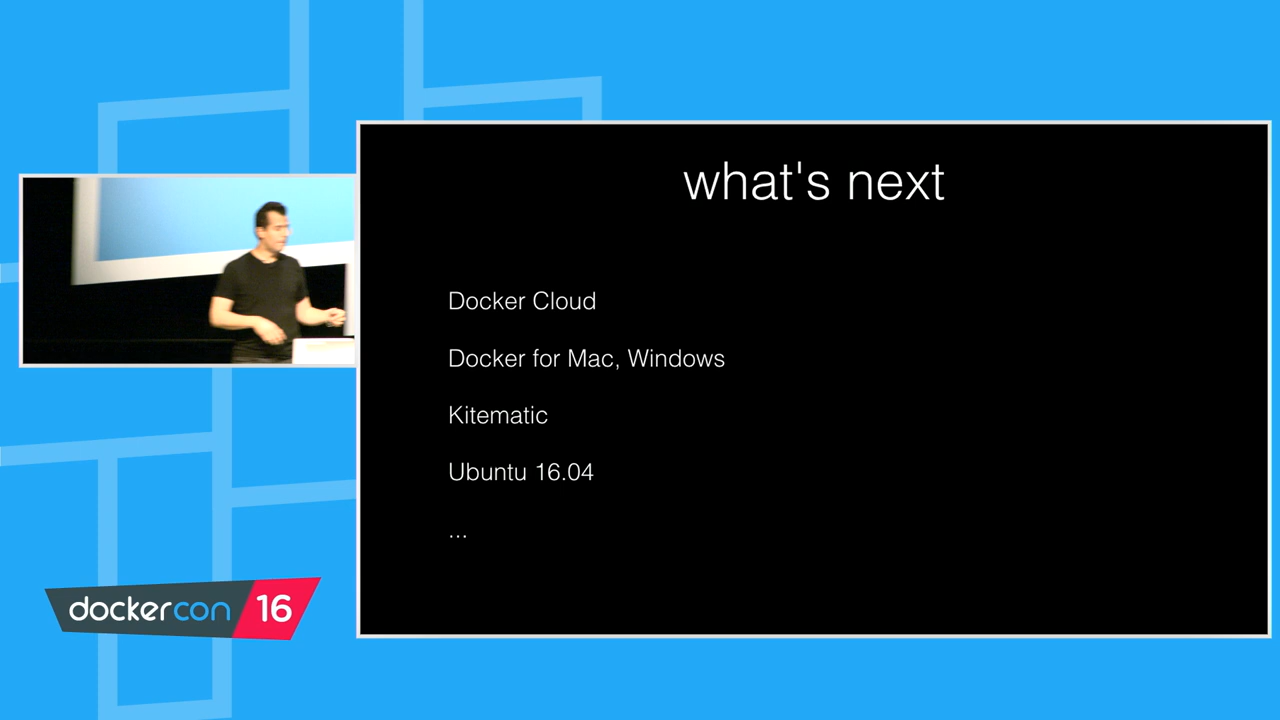 what's next
Docker Cloud
Docker for Mac, Windows
Kitematic
Ubuntu 16.04
...
dockercon 16